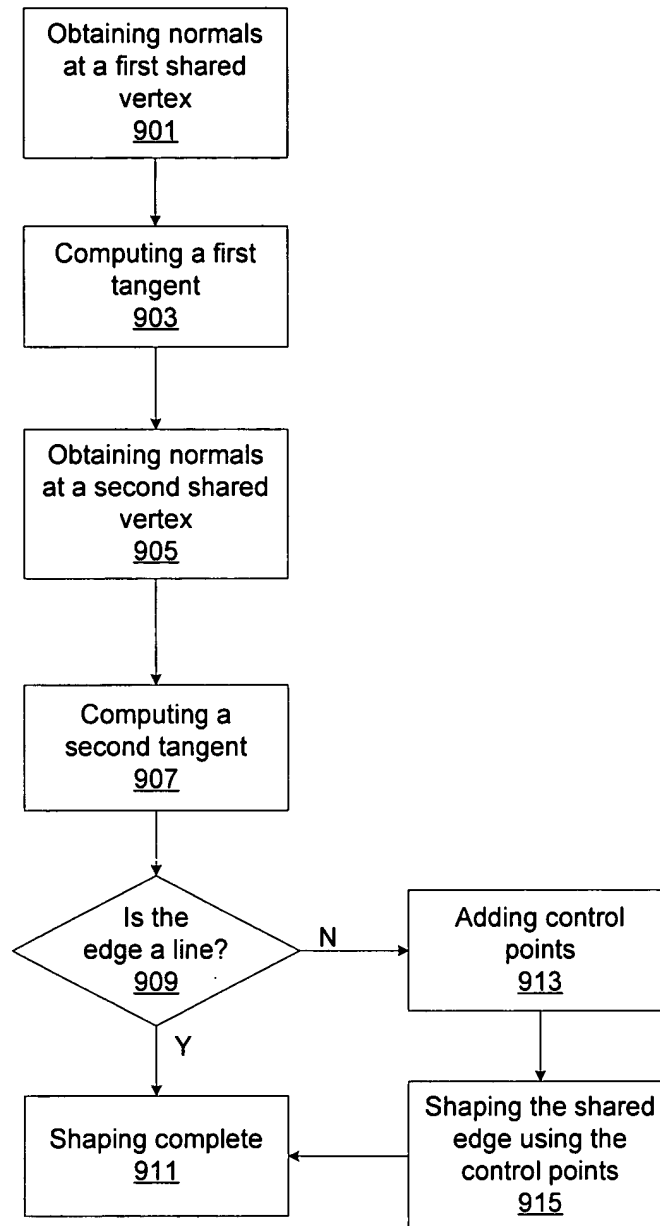 Obtaining normals
at a first shared
vertex
901
Computing a first
tangent
903
Obtaining normals
at a second shared
vertex
905
Computing a
second tangent
907
Is the
edge a line?
909
N
Adding control
points
913
Y
Shaping complete
911
Shaping the shared
edge using the
control points
915